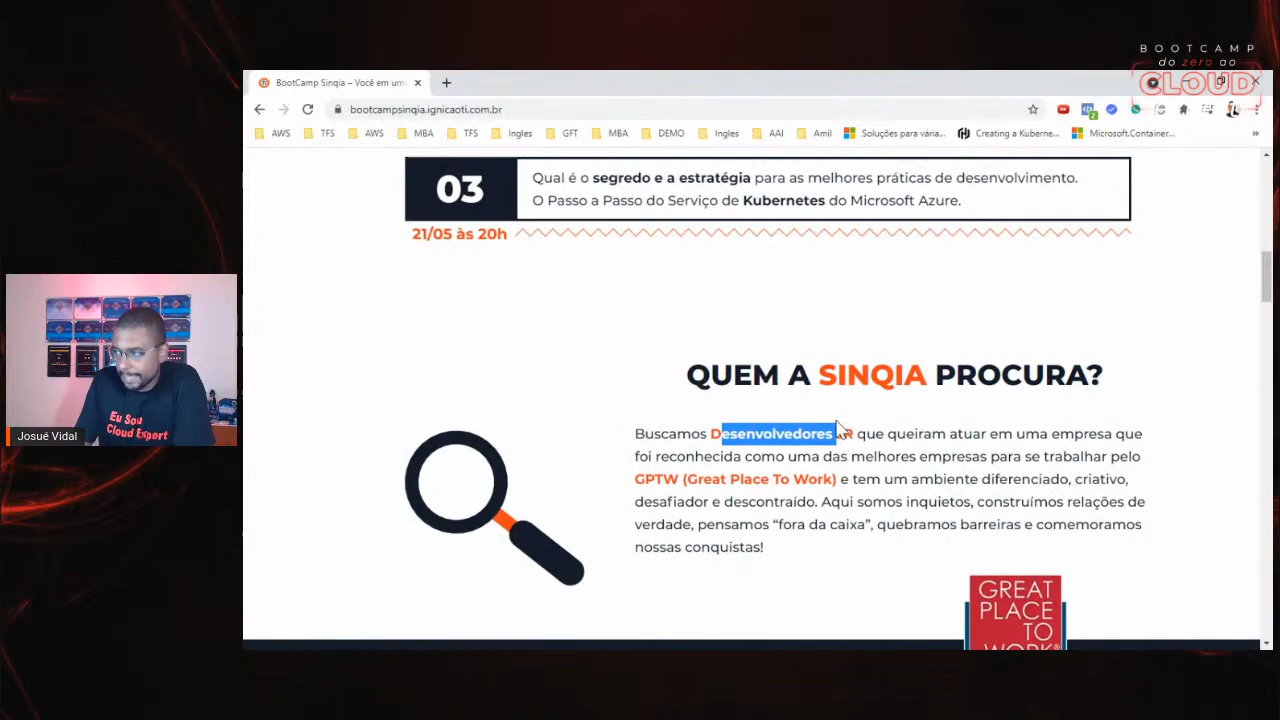 BOOTCAMP
do zero ao
CLOUD
BootCamp Sinqia – Você em um
bootcampsinqia.ignicaoti.com.br
AWS TFS AWS MBA TFS Ingles GFT MBA DEMO Ingles AAI Amil Soluções para vária... Creating a Kuberne... Microsoft.Container... »
03
Qual é o segredo e a estratégia para as melhores práticas de desenvolvimento.
O Passo a Passo do Serviço de Kubernetes do Microsoft Azure.
21/05 às 20h
QUEM A SINQIA PROCURA?
Buscamos Desenvolvedores que queiram atuar em uma empresa que
foi reconhecida como uma das melhores empresas para se trabalhar pelo
GPTW (Great Place To Work) e tem um ambiente diferenciado, criativo,
desafiador e descontraído. Aqui somos inquietos, construímos relações de
verdade, pensamos “fora da caixa”, quebramos barreiras e comemoramos
nossas conquistas!
GREAT
PLACE
TO
WORK®
Eu Sou
Cloud Expert
Josué Vidal